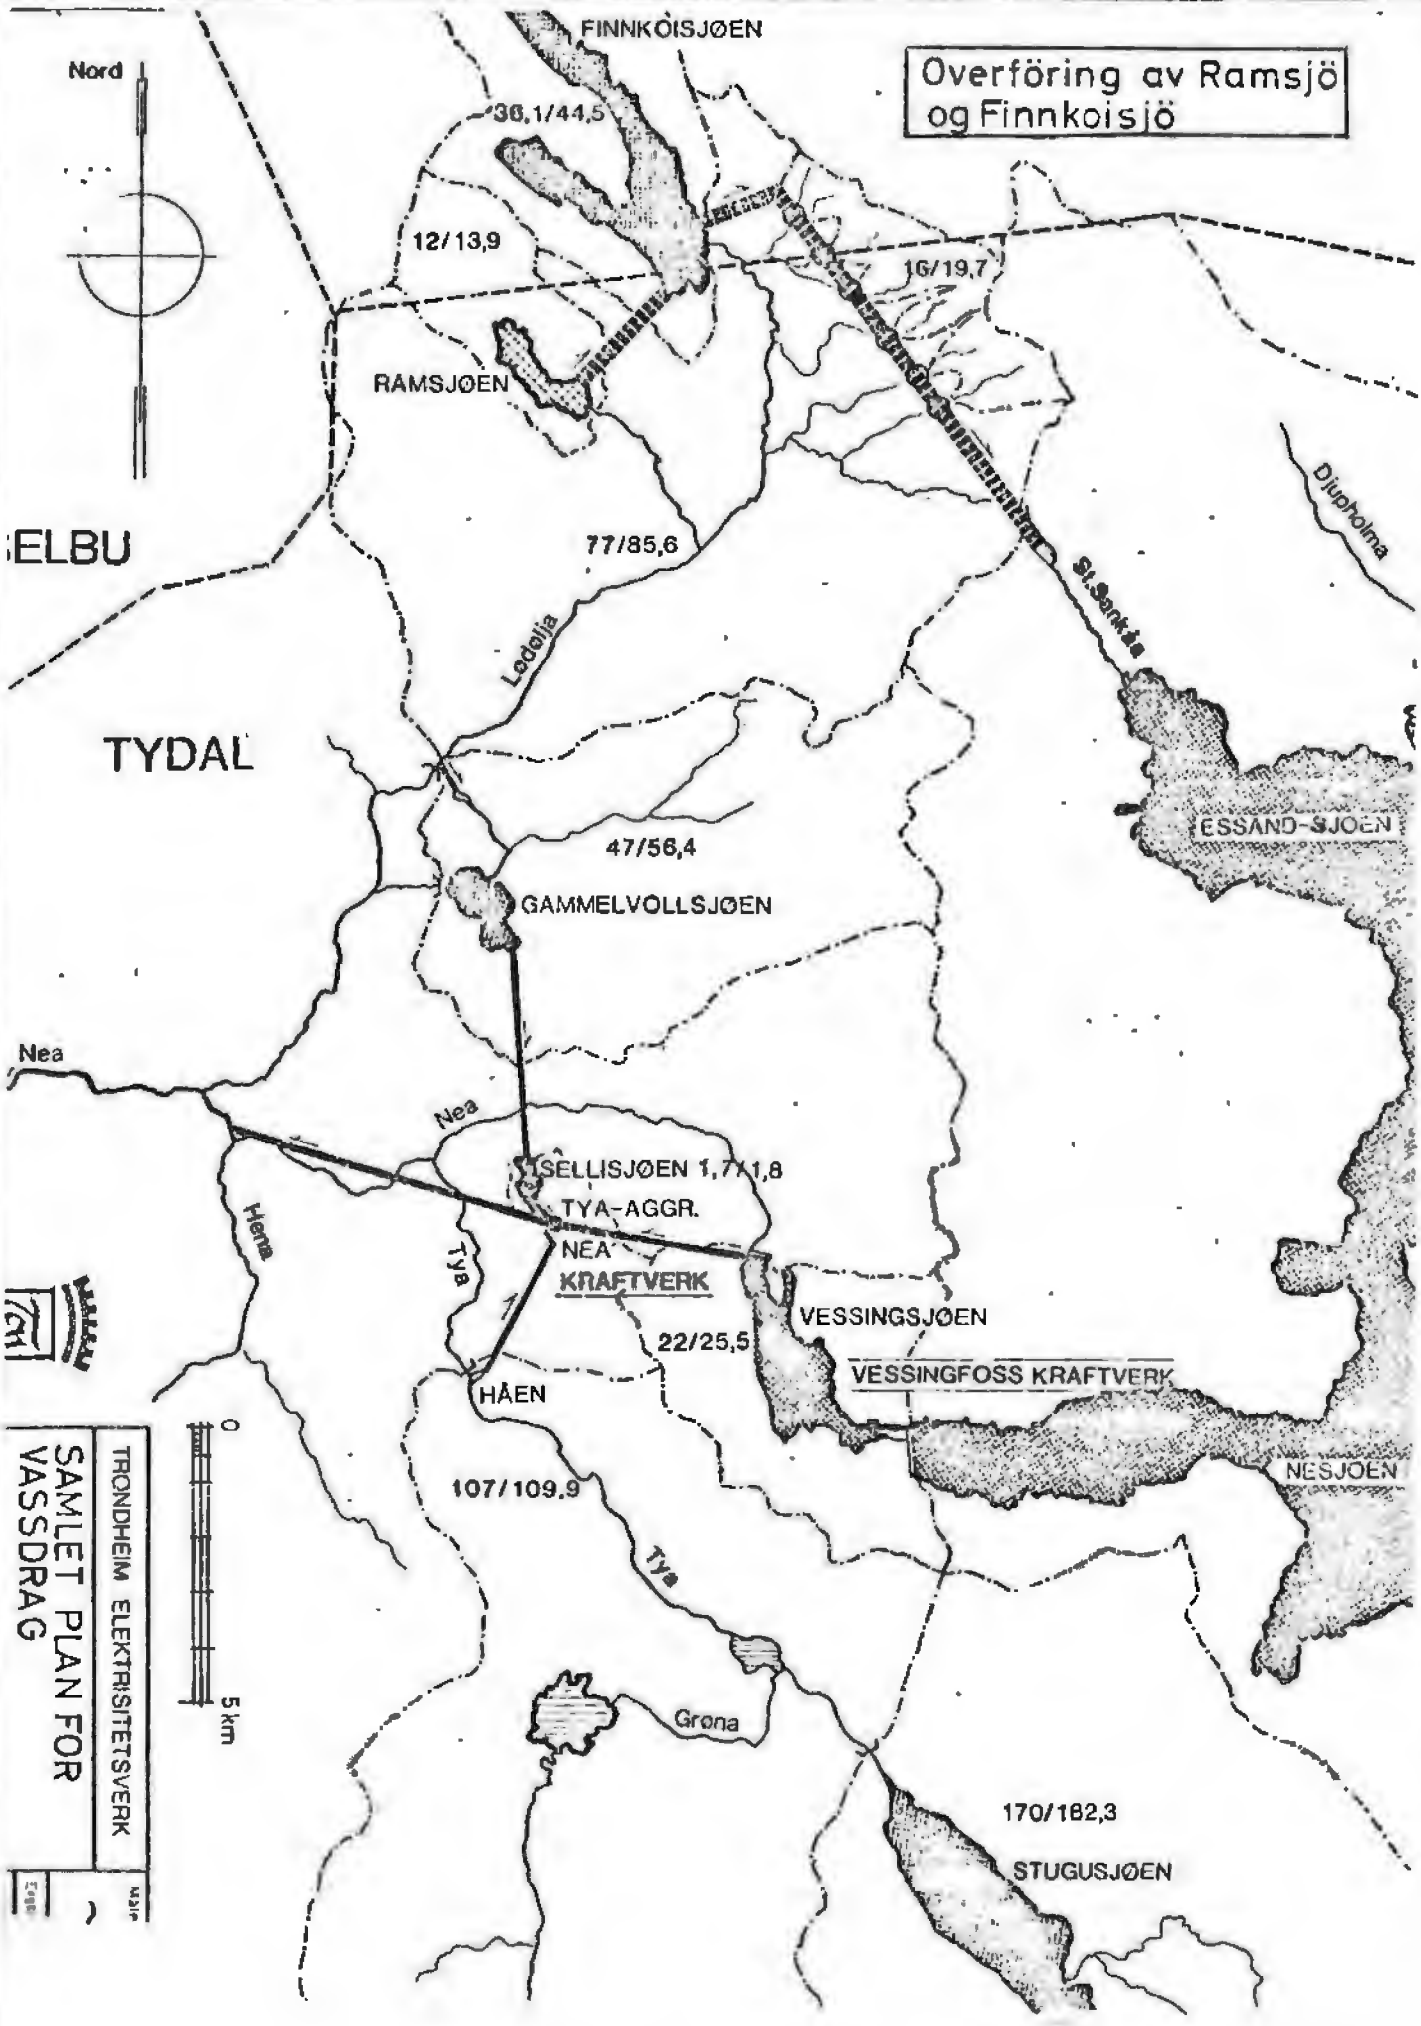 FINNKOISJØEN
Overföring av Ramsjö
og Finnkoisjö
Nord
36,1/44,5
12/13,9
16/19,7
RAMSJØEN
Djupholma
ELBU
77/85,6
St.Sankåa
Lødølja
TYDAL
ESSAND-SJØEN
47/56,4
GAMMELVOLLSJØEN
Nea
Nea
SELLISJØEN 1,7/1,8
TYA-AGGR.
Hena
Tya
NEA
KRAFTVERK
VESSINGSJØEN
22/25,5
VESSINGFOSS KRAFTVERK
HÅEN
NESJØEN
107/109,9
Tya
0
5 km
TRONDHEIM ELEKTRISITETSVERK
SAMLET PLAN FOR
VASSDRAG
Grøna
170/182,3
STUGUSJØEN